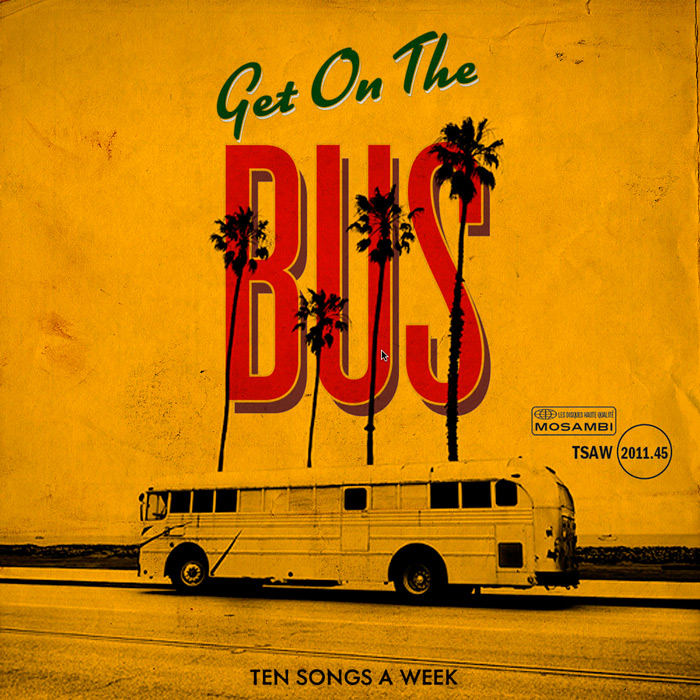 Get On The
BUS
LES DISQUES HAUTE QUALITÉ
MOSAMBI
TSAW 2011.45
TEN SONGS A WEEK